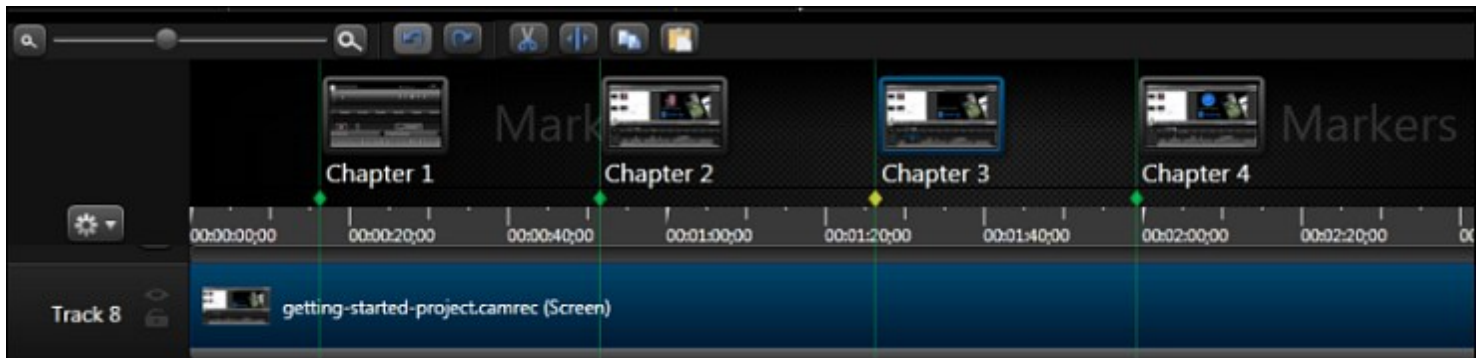 Markers Markers
Chapter 1 Chapter 2 Chapter 3 Chapter 4
00:00:00;00 00:00:20;00 00:00:40;00 00:01:00;00 00:01:20;00 00:01:40;00 00:02:00;00 00:02:20;00
Track 8 getting-started-project.camrec (Screen)